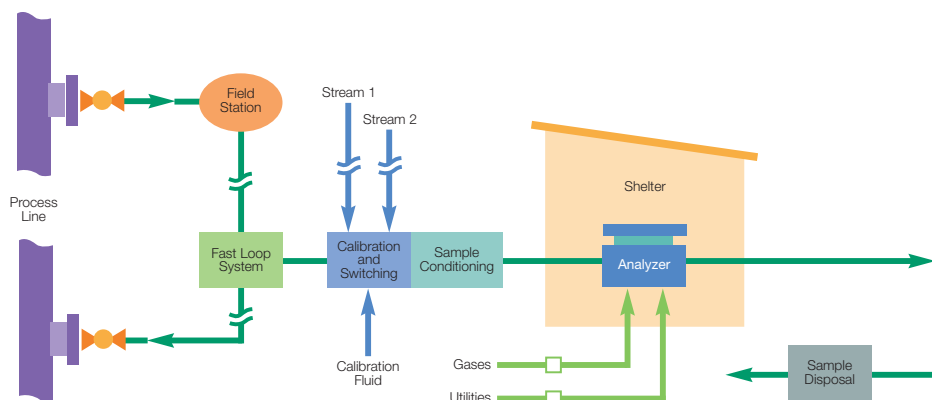 Process
Line
Field
Station
Fast Loop
System
Stream 1
Stream 2
Calibration
and
Switching
Sample
Conditioning
Calibration
Fluid
Shelter
Analyzer
Gases
Utilities
Sample
Disposal